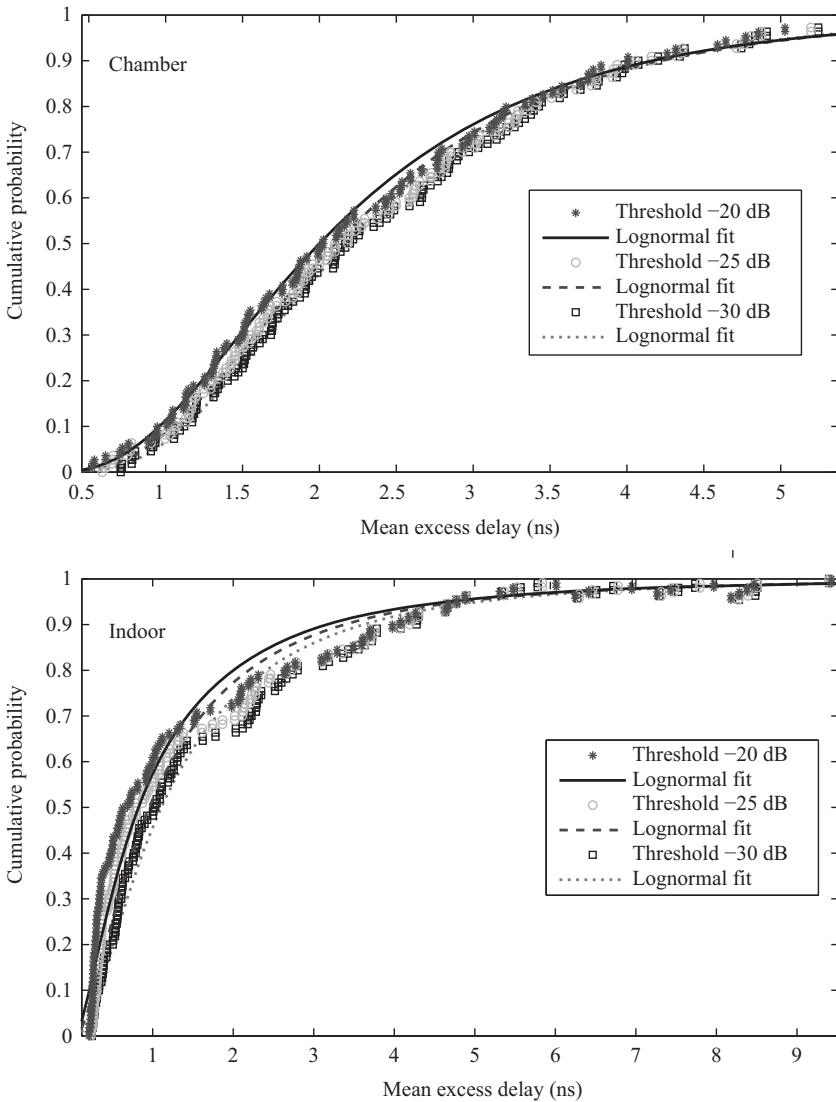 1
0.9
Chamber
0.8
0.7
0.6
0.5
0.4
0.3
0.2
0.1
0
Cumulative probability
Threshold −20 dB
Lognormal fit
Threshold −25 dB
Lognormal fit
Threshold −30 dB
Lognormal fit
0.5 1 1.5 2 2.5 3 3.5 4 4.5 5
Mean excess delay (ns)
1
0.9
Indoor
0.8
0.7
0.6
0.5
0.4
0.3
0.2
0.1
0
Cumulative probability
Threshold −20 dB
Lognormal fit
Threshold −25 dB
Lognormal fit
Threshold −30 dB
Lognormal fit
1 2 3 4 5 6 7 8 9
Mean excess delay (ns)